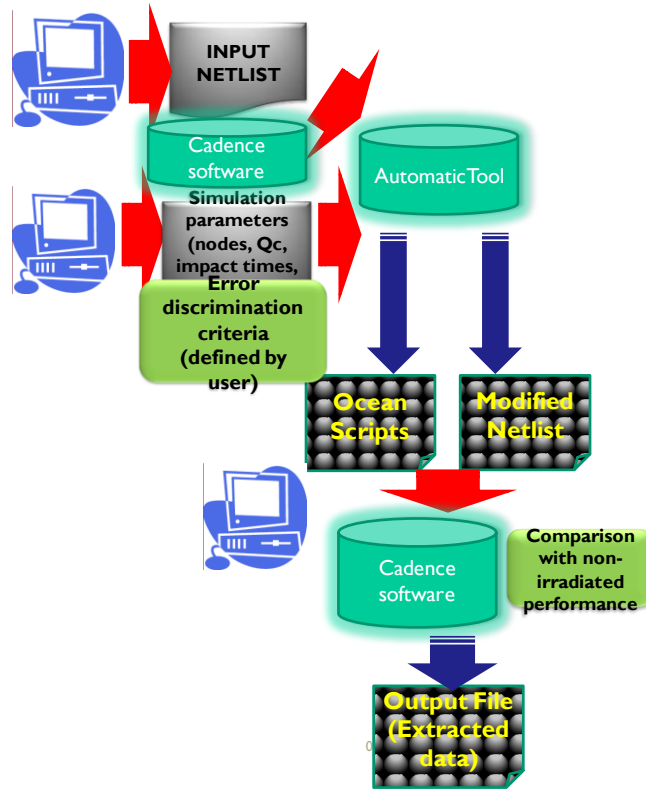 INPUT
NETLIST
Cadence
software
AutomaticTool
Simulation
parameters
(nodes, Qc,
impact times,
Error
discrimination
criteria
(defined by
user)
Ocean
Scripts
Modified
Netlist
Cadence
software
Comparison
with non-
irradiated
performance
Output File
(Extracted
data)
0